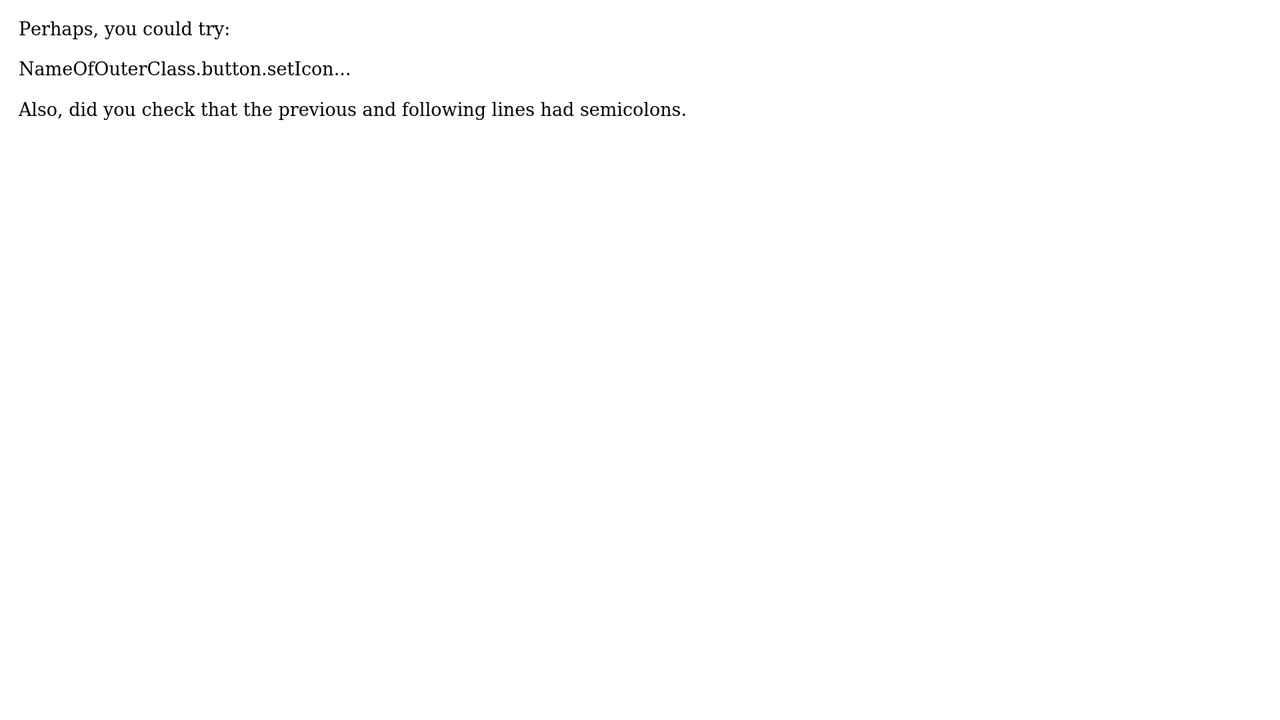 Perhaps, you could try:
NameOfOuterClass.button.setIcon...
Also, did you check that the previous and following lines had semicolons.